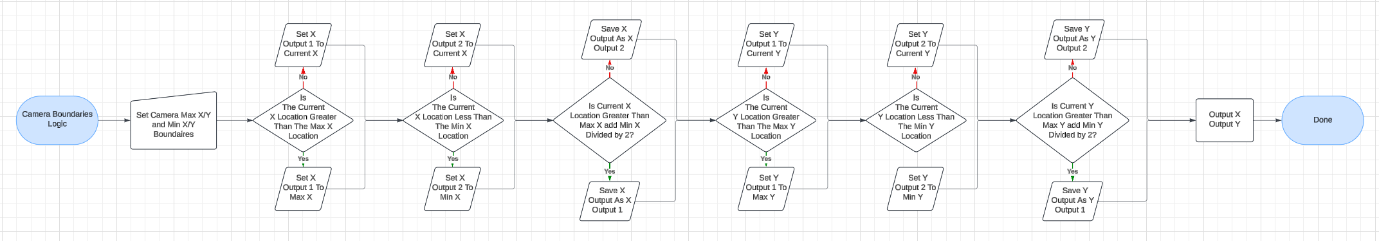 Camera Boundaries
Logic
Set Camera Max X/Y
and Min X/Y
Boundaires
Set X
Output 1 To
Current X
No
Is
The Current
X Location Greater
Than The Max X
Location
Yes
Set X
Output 1 To
Max X
Set X
Output 2 To
Current X
No
Is
The Current
X Location Less Than
The Min X
Location
Yes
Set X
Output 2 To
Min X
Save X
Output As X
Output 2
No
Is Current X
Location Greater Than
Max X add Min X
Divided by 2?
Yes
Save X
Output As X
Output 1
Set Y
Output 1 To
Current Y
No
Is
The Current
Y Location Greater
Than The Max Y
Location
Yes
Set Y
Output 1 To
Max Y
Set Y
Output 2 To
Current Y
No
Is
The Current
Y Location Less Than
The Min Y
Location
Yes
Set Y
Output 2 To
Min Y
Save Y
Output As Y
Output 2
No
Is Current Y
Location Greater Than
Max Y add Min Y
Divided by 2?
Yes
Save Y
Output As Y
Output 1
Output X
Output Y
Done